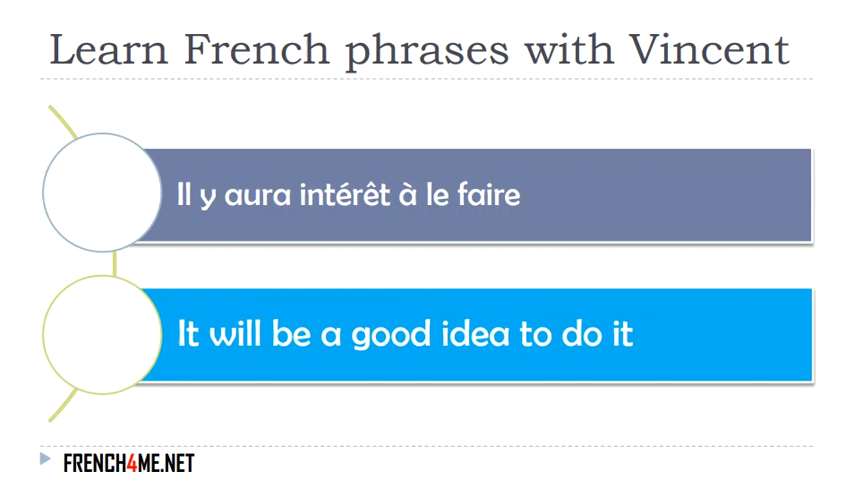 Learn French phrases with Vincent
Il y aura intérêt à le faire
It will be a good idea to do it
FRENCH4ME.NET